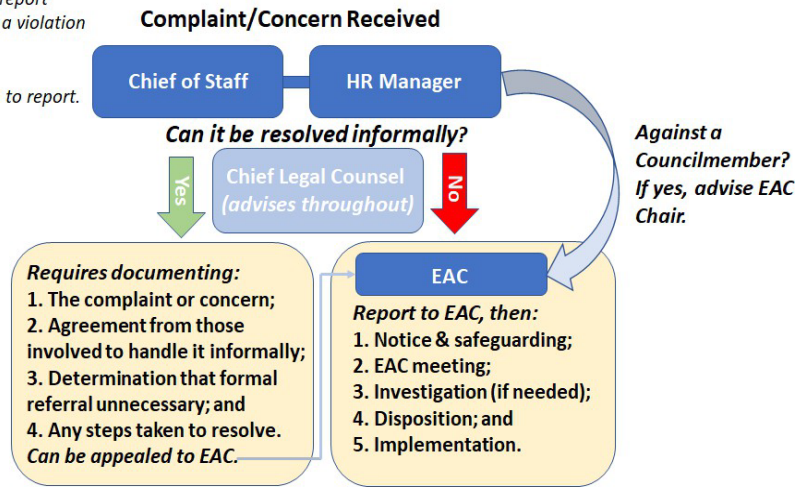 report
a violation
to report.
Complaint/Concern Received
Chief of Staff
HR Manager
Can it be resolved informally?
Yes
Chief Legal Counsel
(advises throughout)
No
Against a
Councilmember?
If yes, advise EAC
Chair.
Requires documenting:
1. The complaint or concern;
2. Agreement from those
involved to handle it informally;
3. Determination that formal
referral unnecessary; and
4. Any steps taken to resolve.
Can be appealed to EAC.
EAC
Report to EAC, then:
1. Notice & safeguarding;
2. EAC meeting;
3. Investigation (if needed);
4. Disposition; and
5. Implementation.